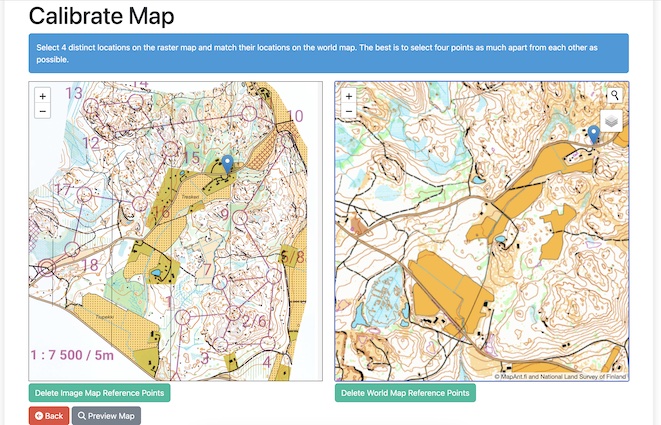 Calibrate Map
Select 4 distinct locations on the raster map and match their locations on the world map. The best is to select four points as much apart from each other as
possible.
+
−
13
14
10
12
15
17
16
9
18
7
5/8
1
2/6
3
4
1 : 7 500 / 5m
+
−
© MapAnt.fi and National Land Survey of Finland
Delete Image Map Reference Points
Delete World Map Reference Points
Back
Preview Map